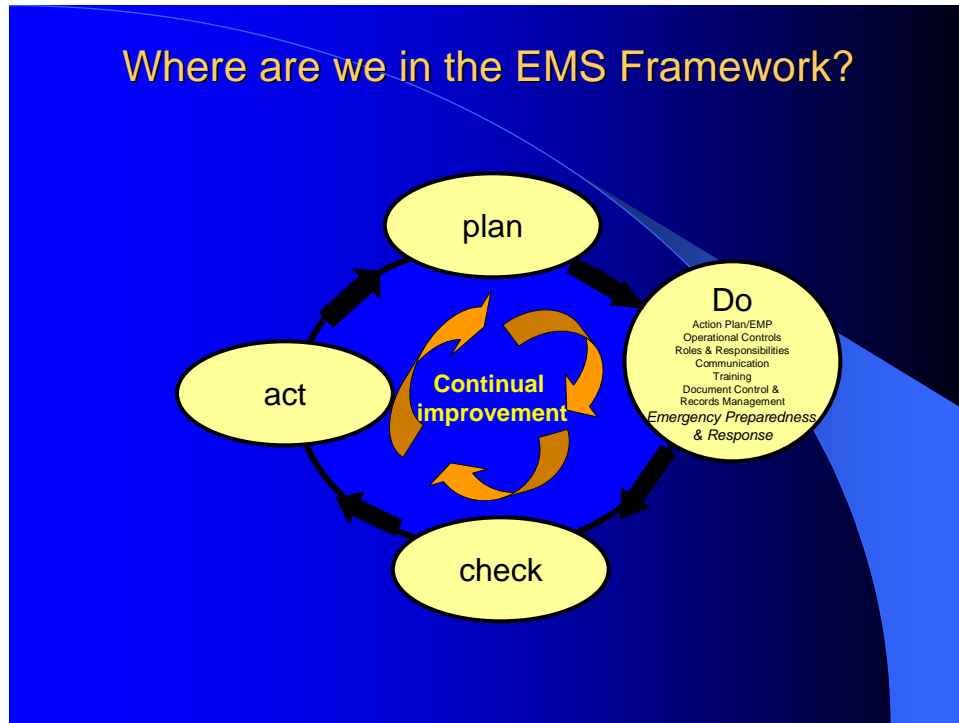 Where are we in the EMS Framework?
plan
Do
Action Plan/EMP
Operational Controls
Roles & Responsibilities
Communication
Training
Document Control &
Records Management
Emergency Preparedness
& Response
Continual
improvement
act
check